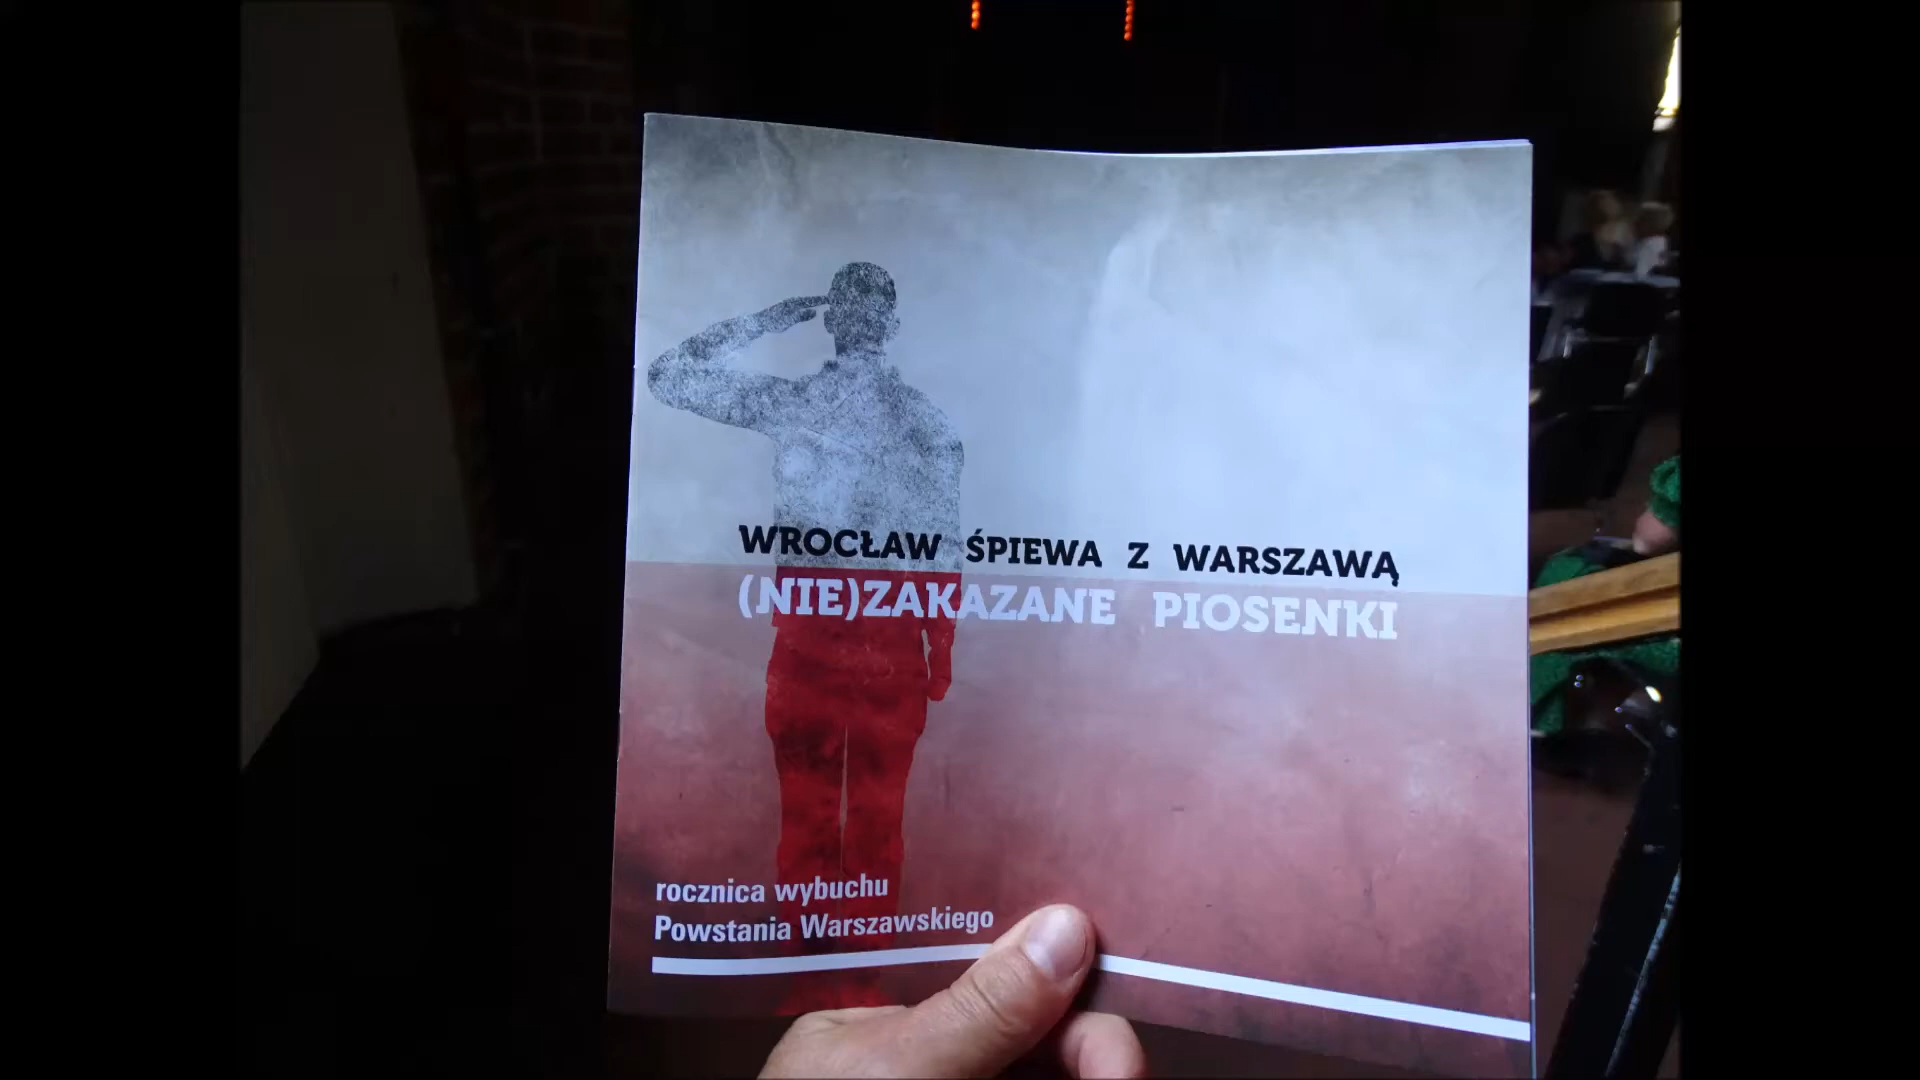 WROCŁAW ŚPIEWA Z WARSZAWĄ
(NIE)ZAKAZANE PIOSENKI
rocznica wybuchu
Powstania Warszawskiego